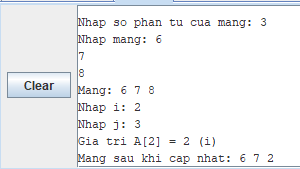 Clear
Nhap so phan tu cua mang: 3
Nhap mang: 6
7
8
Mang: 6 7 8
Nhap i: 2
Nhap j: 3
Gia tri A[2] = 2 (i)
Mang sau khi cap nhat: 6 7 2